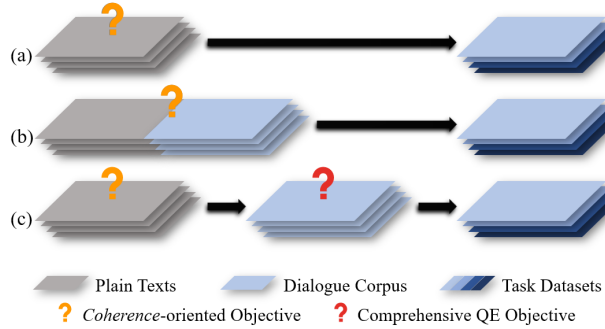 (a)
(b)
(c)
Plain Texts Dialogue Corpus Task Datasets
? Coherence-oriented Objective ? Comprehensive QE Objective